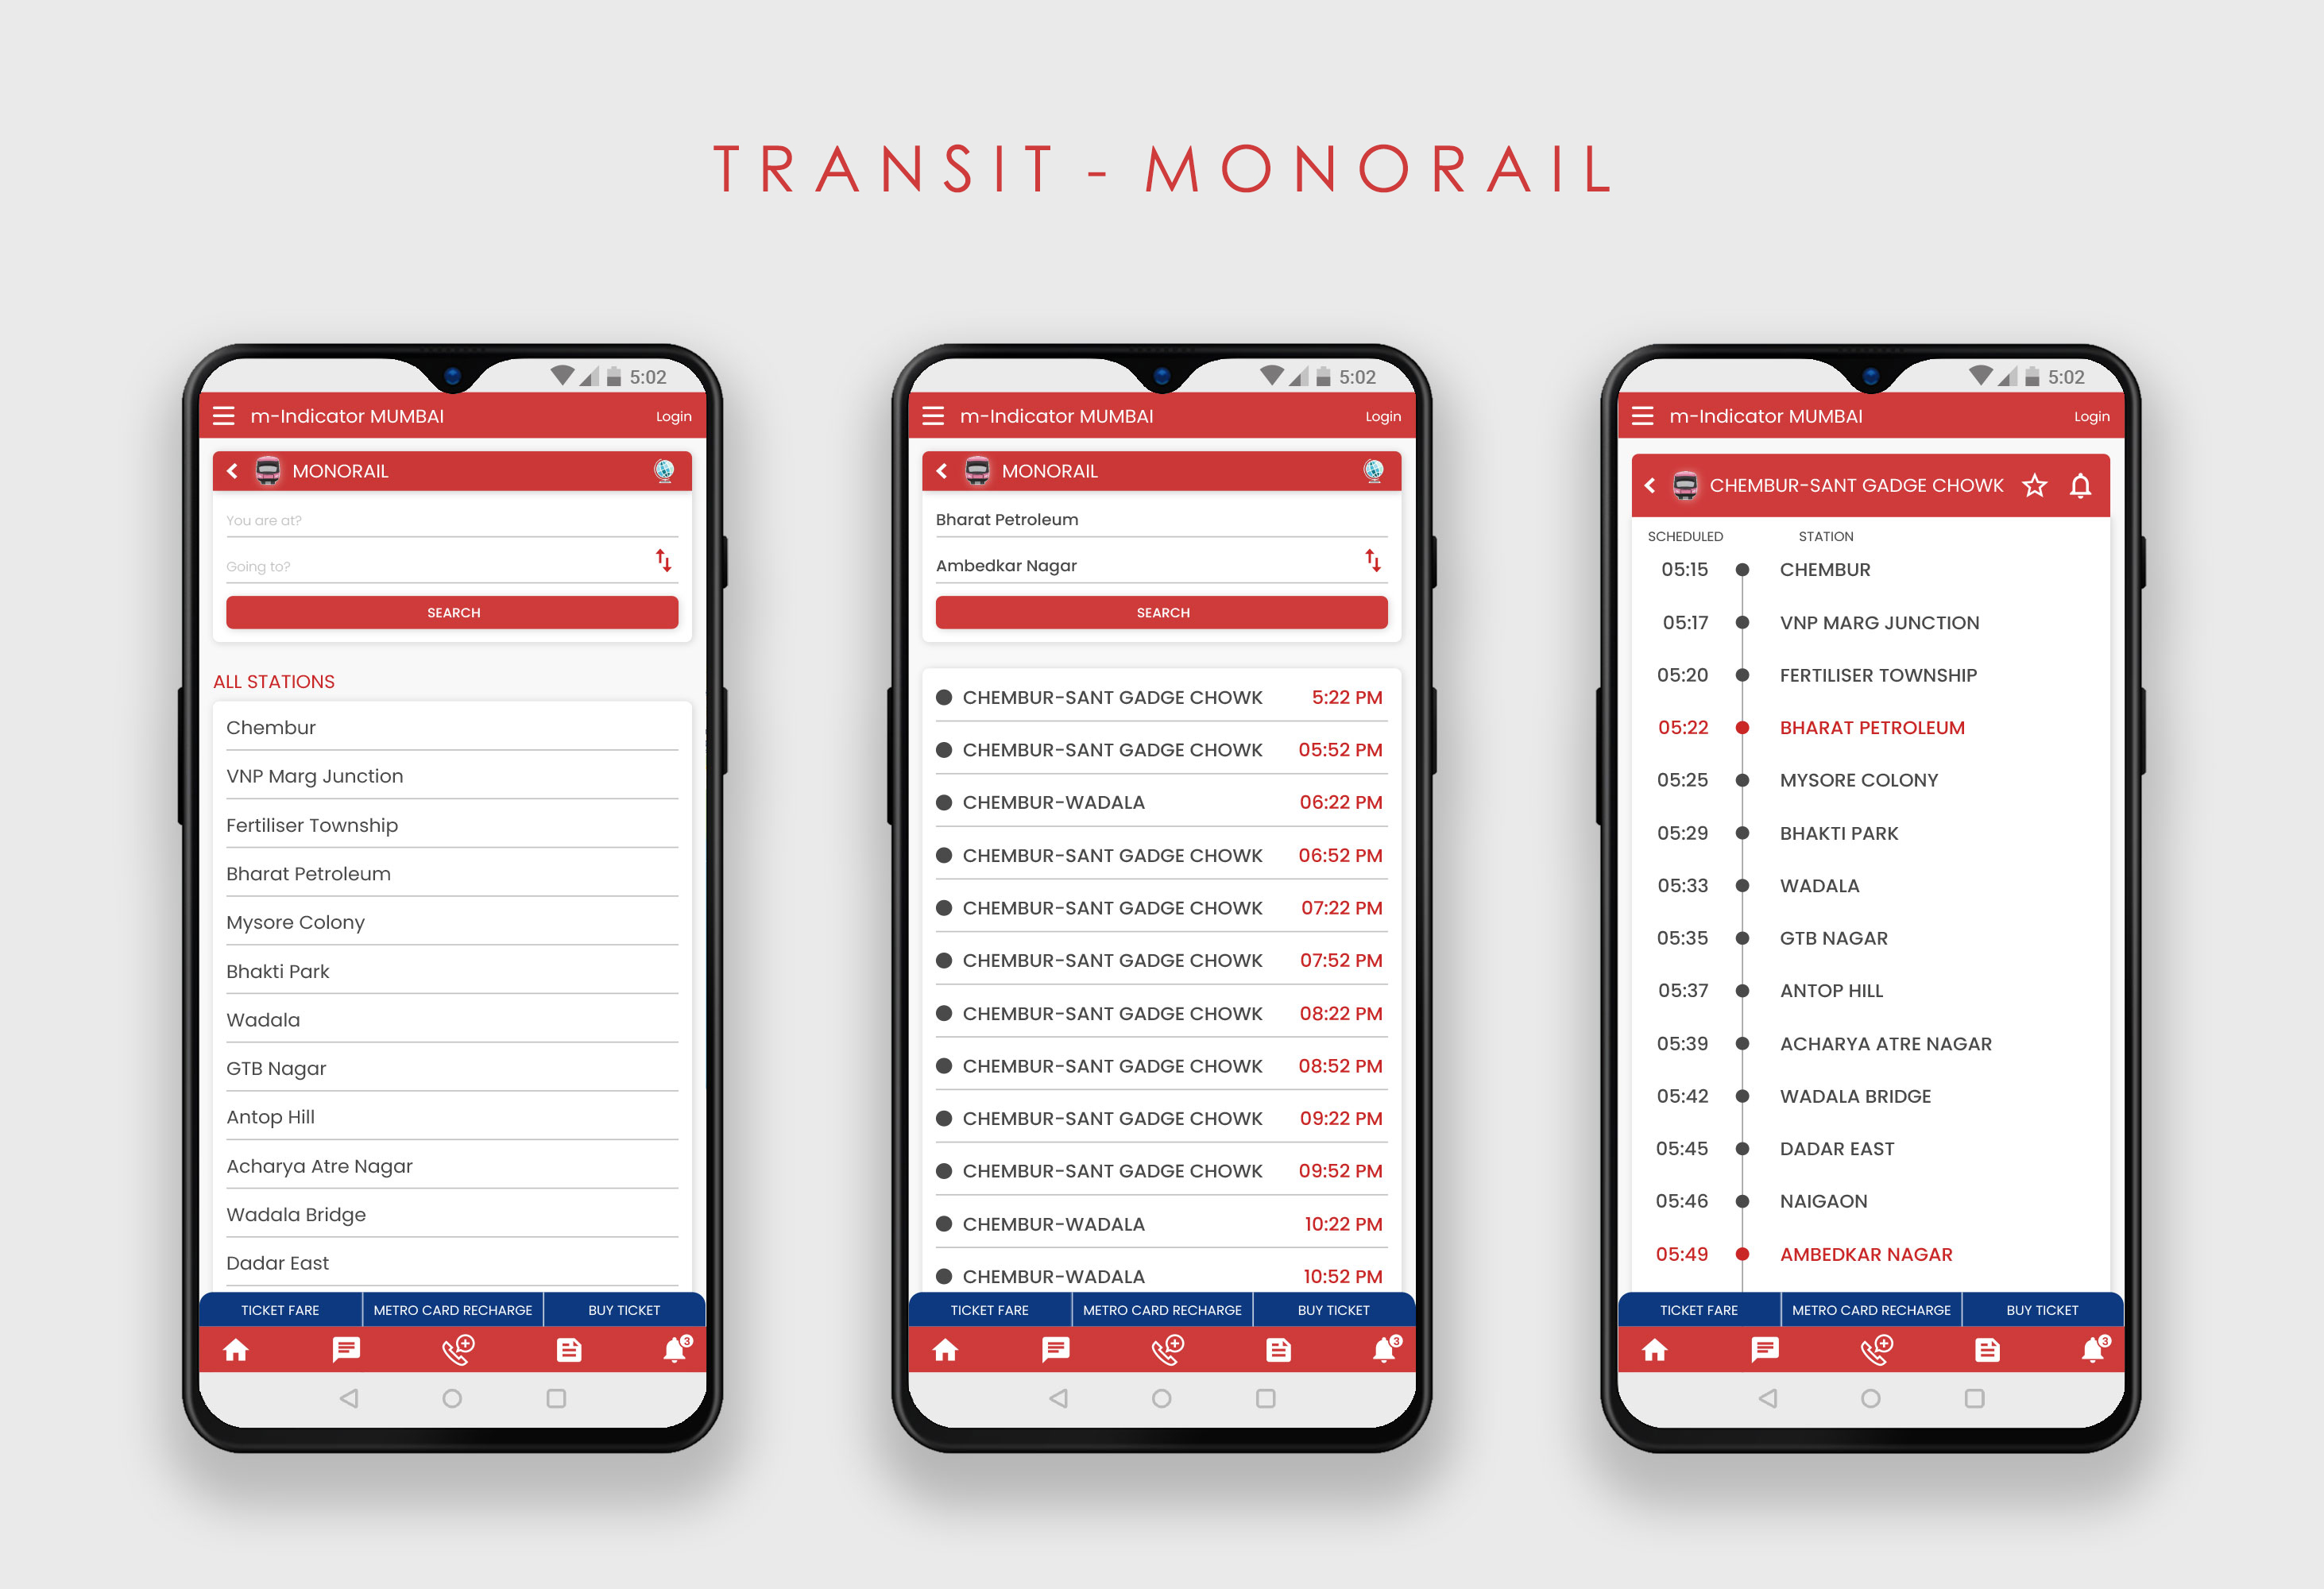 TRANSIT - MONORAIL
5:02
m-Indicator MUMBAI Login
MONORAIL
You are at?
Going to?
SEARCH
ALL STATIONS
Chembur
VNP Marg Junction
Fertiliser Township
Bharat Petroleum
Mysore Colony
Bhakti Park
Wadala
GTB Nagar
Antop Hill
Acharya Atre Nagar
Wadala Bridge
Dadar East
TICKET FARE METRO CARD RECHARGE BUY TICKET
3
5:02
m-Indicator MUMBAI Login
MONORAIL
Bharat Petroleum
Ambedkar Nagar
SEARCH
CHEMBUR-SANT GADGE CHOWK 5:22 PM
CHEMBUR-SANT GADGE CHOWK 05:52 PM
CHEMBUR-WADALA 06:22 PM
CHEMBUR-SANT GADGE CHOWK 06:52 PM
CHEMBUR-SANT GADGE CHOWK 07:22 PM
CHEMBUR-SANT GADGE CHOWK 07:52 PM
CHEMBUR-SANT GADGE CHOWK 08:22 PM
CHEMBUR-SANT GADGE CHOWK 08:52 PM
CHEMBUR-SANT GADGE CHOWK 09:22 PM
CHEMBUR-SANT GADGE CHOWK 09:52 PM
CHEMBUR-WADALA 10:22 PM
CHEMBUR-WADALA 10:52 PM
TICKET FARE METRO CARD RECHARGE BUY TICKET
3
5:02
m-Indicator MUMBAI Login
CHEMBUR-SANT GADGE CHOWK
SCHEDULED STATION
05:15 CHEMBUR
05:17 VNP MARG JUNCTION
05:20 FERTILISER TOWNSHIP
05:22 BHARAT PETROLEUM
05:25 MYSORE COLONY
05:29 BHAKTI PARK
05:33 WADALA
05:35 GTB NAGAR
05:37 ANTOP HILL
05:39 ACHARYA ATRE NAGAR
05:42 WADALA BRIDGE
05:45 DADAR EAST
05:46 NAIGAON
05:49 AMBEDKAR NAGAR
TICKET FARE METRO CARD RECHARGE BUY TICKET
3